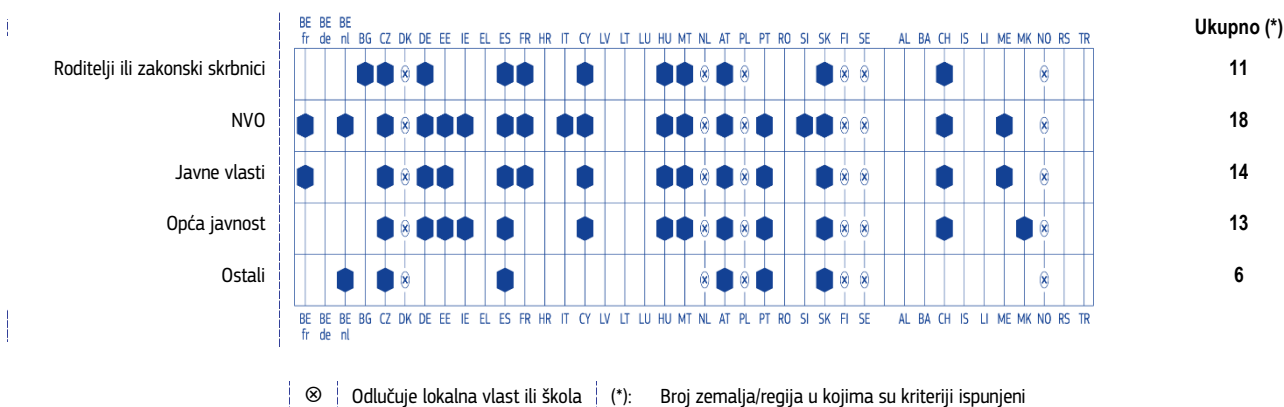 BE BE BE
fr de nl BG CZ DK DE EE IE EL ES FR HR IT CY LV LT LU HU MT NL AT PL PT RO SI SK FI SE AL BA CH IS LI ME MK NO RS TR
Ukupno (*)
Roditelji ili zakonski skrbnici 11
NVO 18
Javne vlasti 14
Opća javnost 13
Ostali 6
BE BE BE BG CZ DK DE EE IE EL ES FR HR IT CY LV LT LU HU MT NL AT PL PT RO SI SK FI SE AL BA CH IS LI ME MK NO RS TR
fr de nl
⊗ Odlučuje lokalna vlast ili škola (*): Broj zemalja/regija u kojima su kriteriji ispunjeni